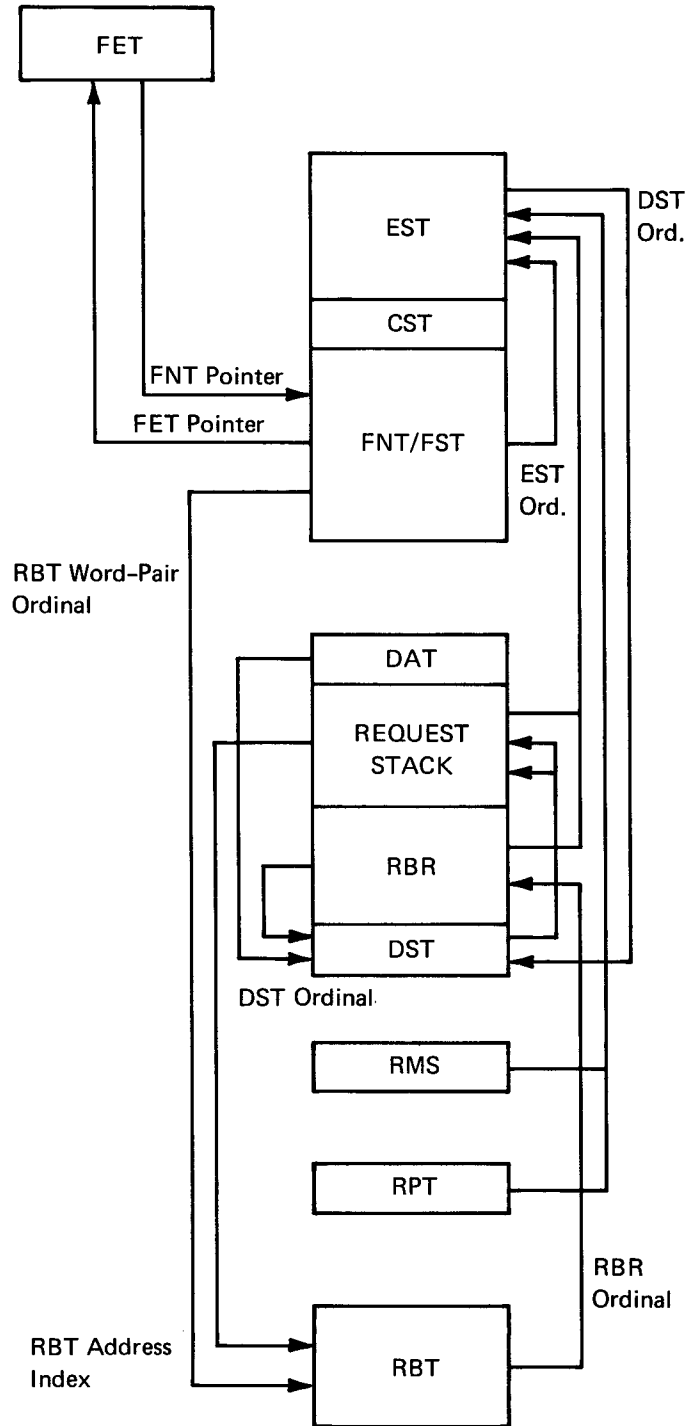 FET
DST
Ord.
EST
CST
FNT Pointer
FET Pointer
FNT/FST
EST
Ord.
RBT Word-Pair
Ordinal
DAT
REQUEST
STACK
RBR
DST
DST Ordinal
RMS
RPT
RBR
Ordinal
RBT Address
Index
RBT